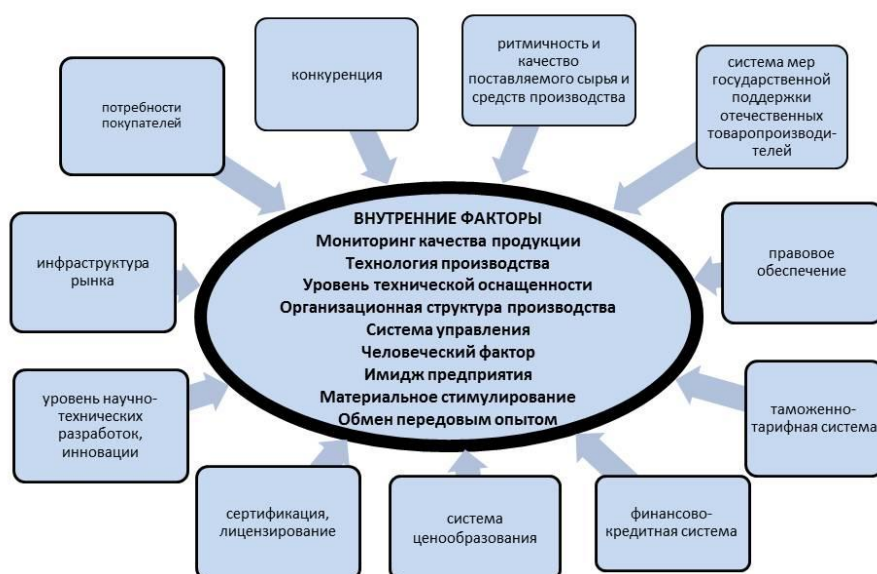 потребности
покупателей
конкуренция
ритмичность и
качество
поставляемого сырья и
средств производства
система мер
государственной
поддержки
отечественных
товаропроизводи-
телей
инфраструктура
рынка
ВНУТРЕННИЕ ФАКТОРЫ
Мониторинг качества продукции
Технология производства
Уровень технической оснащенности
Организационная структура производства
Система управления
Человеческий фактор
Имидж предприятия
Материальное стимулирование
Обмен передовым опытом
правовое
обеспечение
уровень научно-
технических
разработок,
инновации
таможенно-
тарифная система
сертификация,
лицензирование
система
ценообразования
финансово-
кредитная система